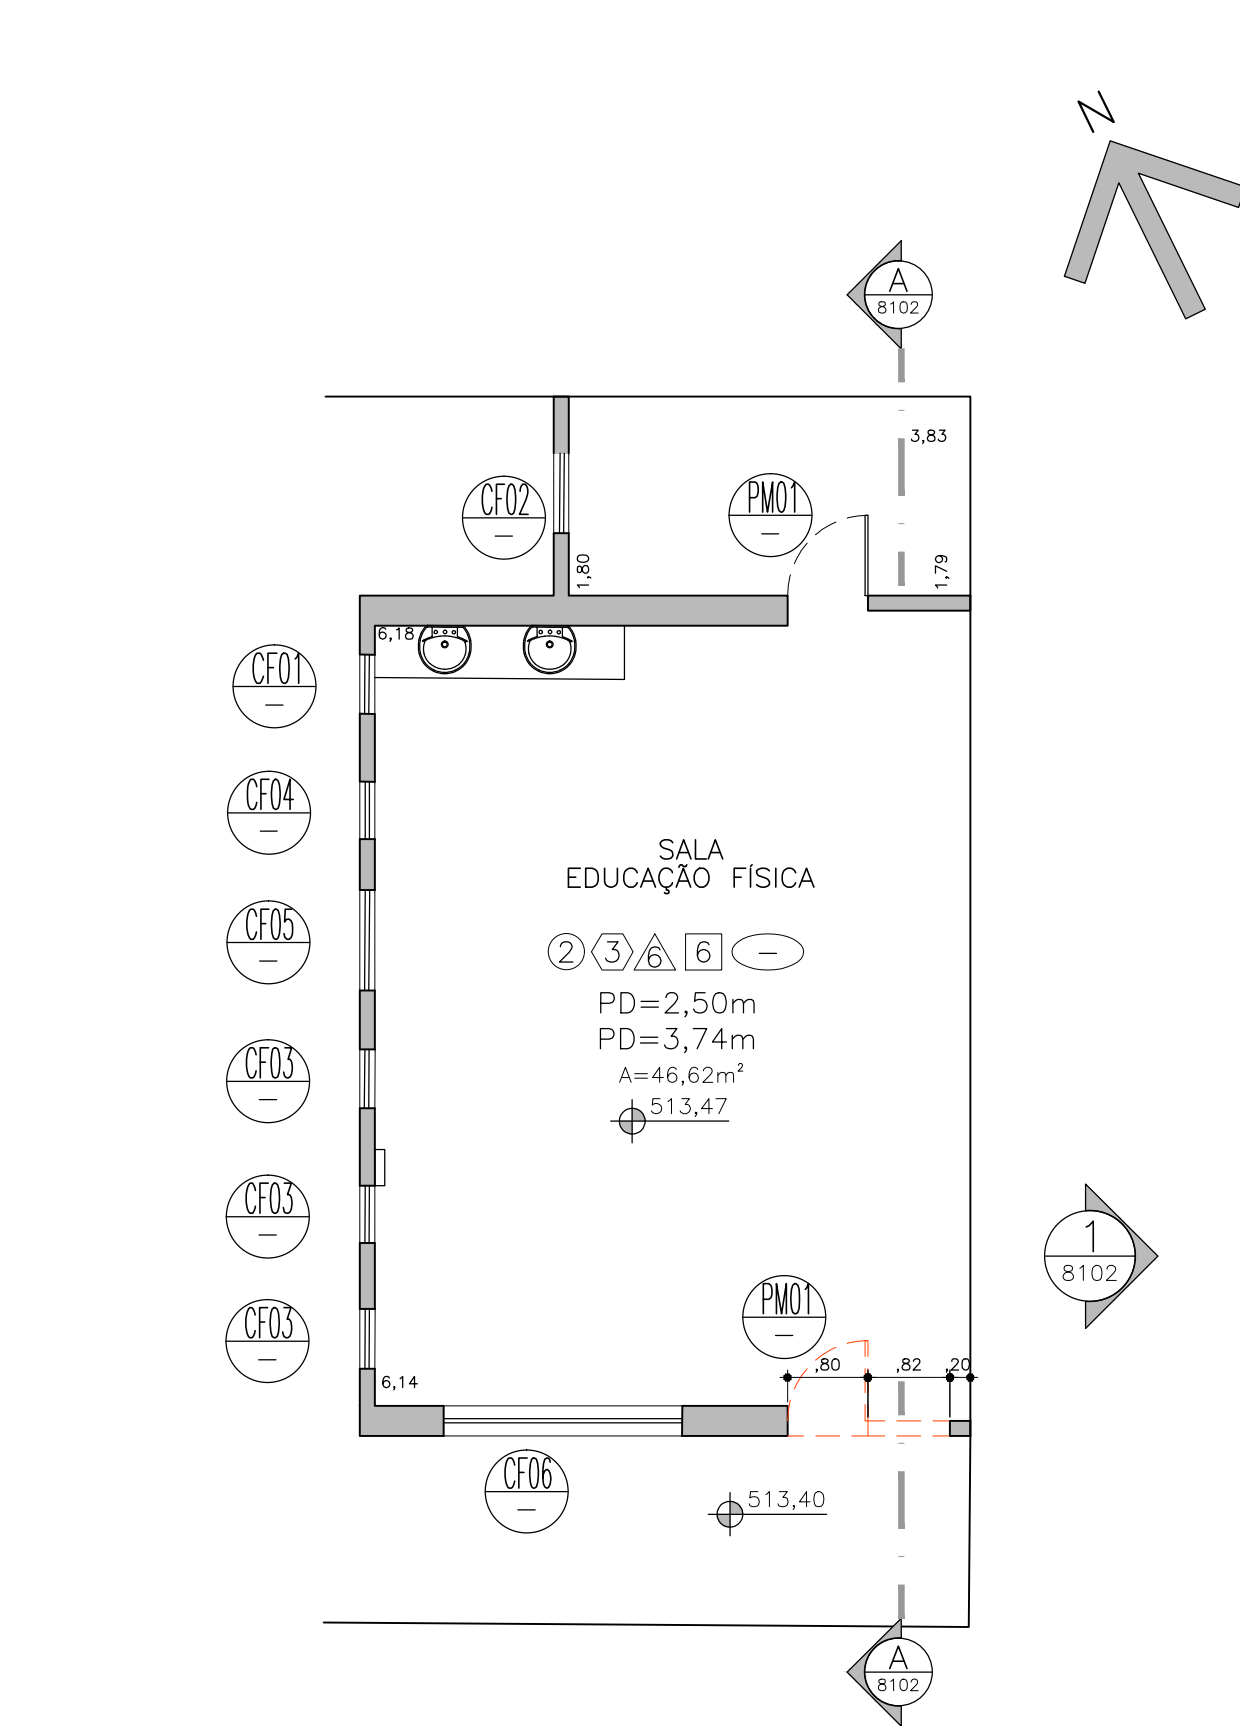 N
A
8102
3,83
CF02
—
PM01
—
1,80
1,79
6,18
CF01
—
CF04
—
SALA
EDUCAÇÃO FÍSICA
CF05
—
2 3 6 6 —
PD=2,50m
PD=3,74m
CF03
—
A=46,62m²
513,47
CF03
—
1
8102
PM01
—
CF03
—
,80 ,82 ,20
6,14
CF06
—
513,40
A
8102